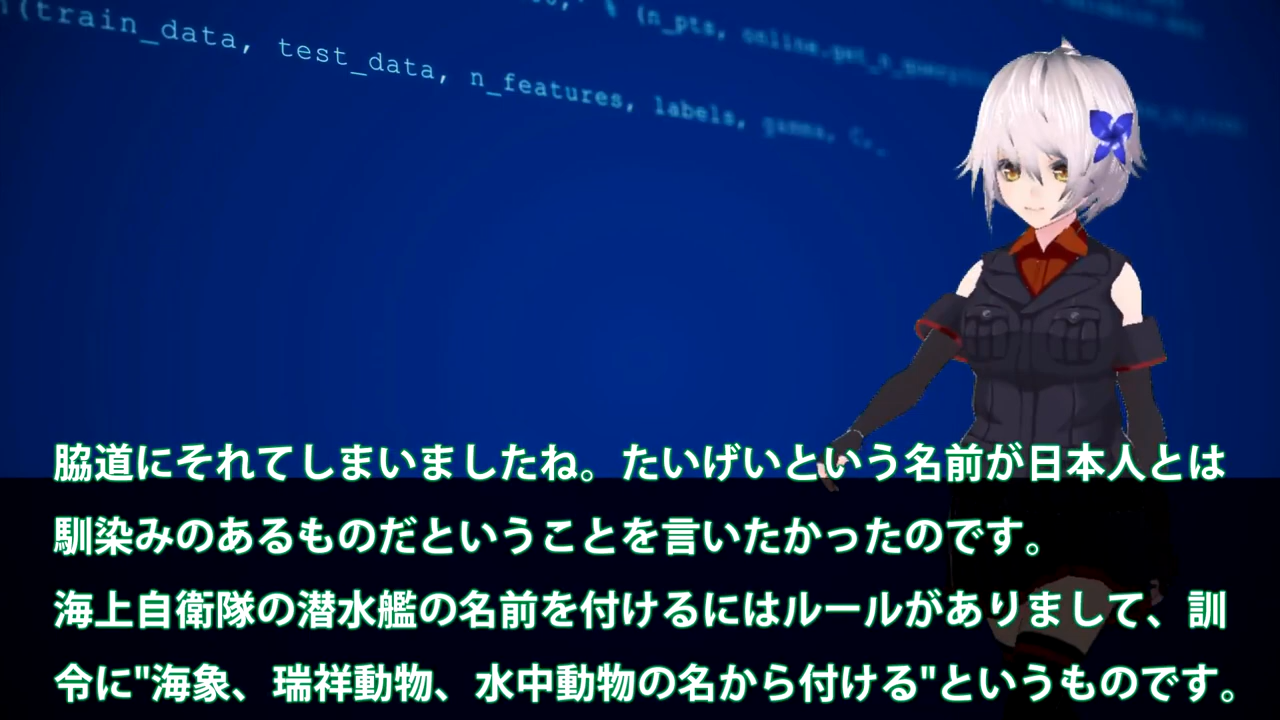 (train_data, test_data, n_features, labels,
(n_pts,
脇道にそれてしまいましたね。たいげいという名前が日本人とは
馴染みのあるものだということを言いたかったのです。
海上自衛隊の潜水艦の名前を付けるにはルールがありまして、訓
令に"海象、瑞祥動物、水中動物の名から付ける"というものです。